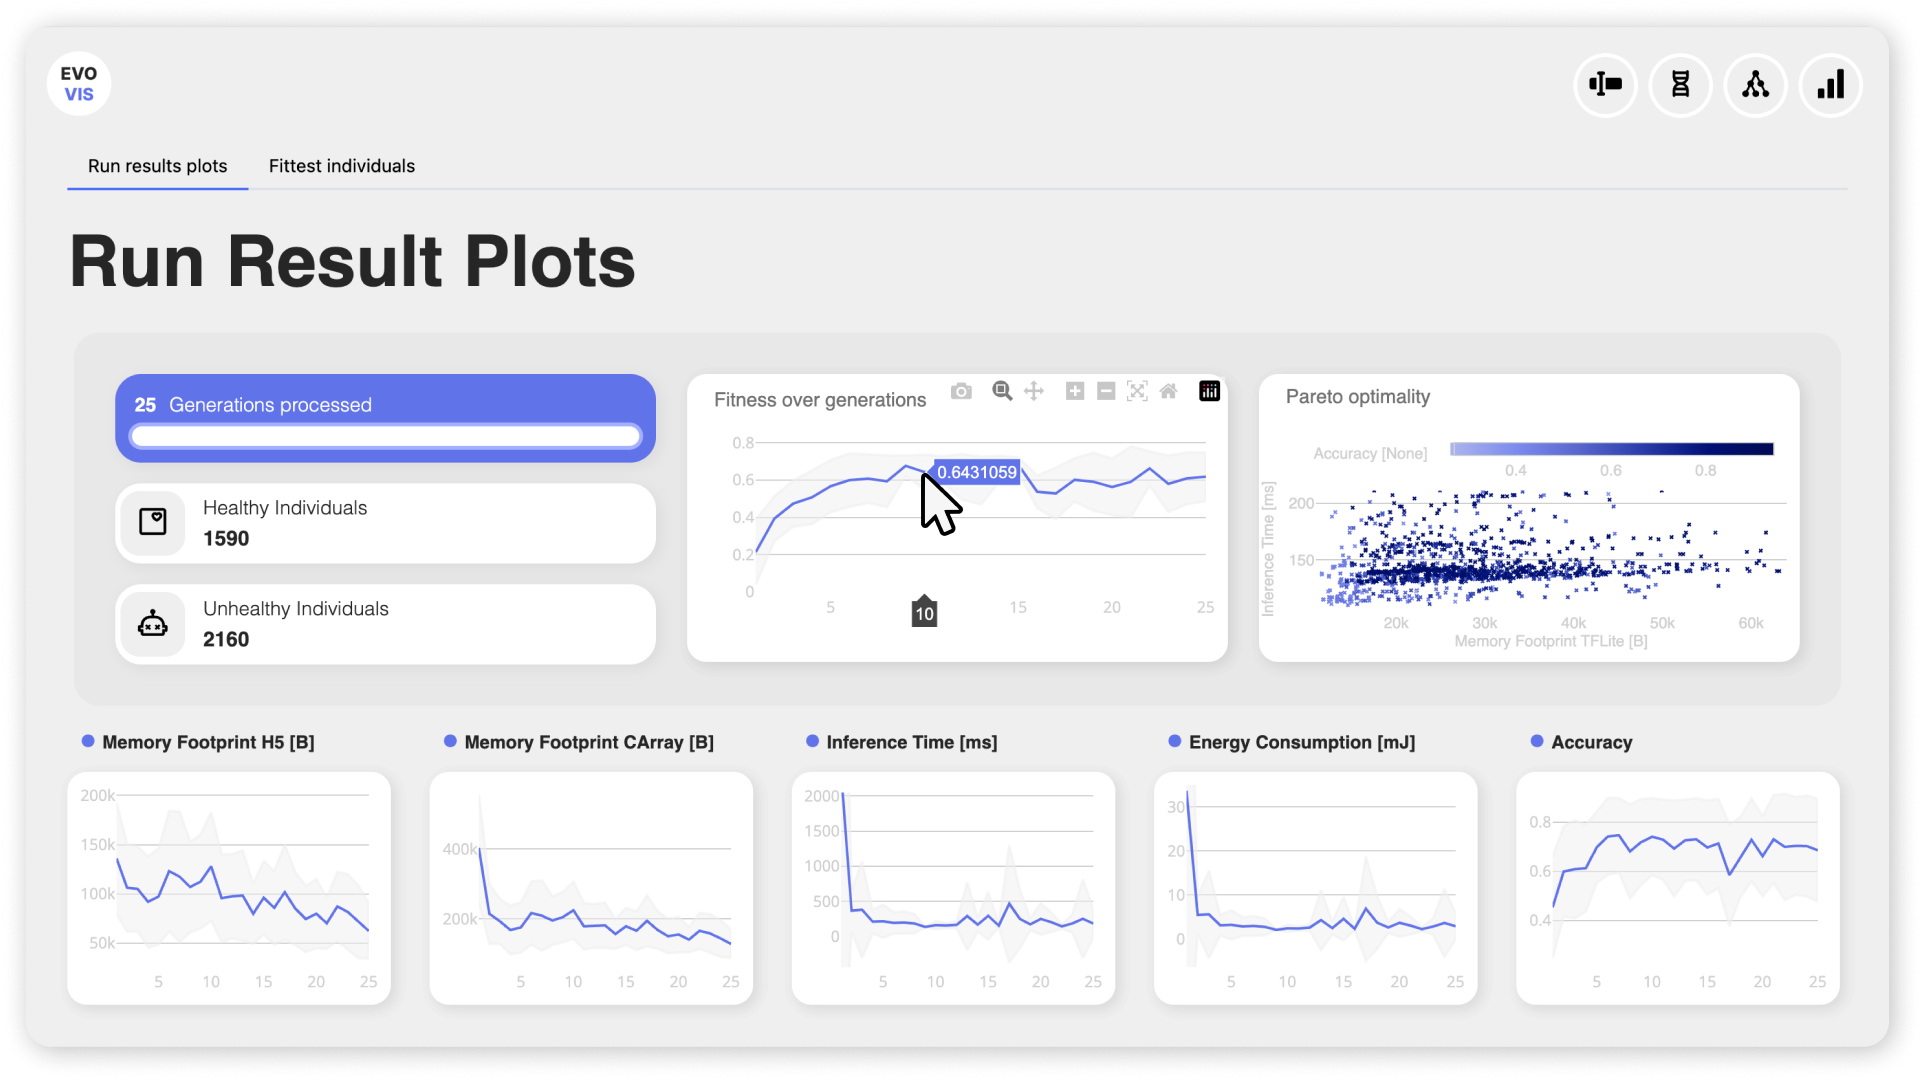 EVO
VIS
Run results plots
Fittest individuals
Run Result Plots
25 Generations processed
Healthy Individuals
1590
Unhealthy Individuals
2160
Fitness over generations
0.8
0.6
0.4
0.2
0
0.6431059
5
10
15
20
25
Pareto optimality
Accuracy [None]
0.4
0.6
0.8
Inference Time [ms]
200
150
20k
30k
40k
50k
60k
Memory Footprint TFLite [B]
Memory Footprint H5 [B]
200k
150k
100k
50k
5
10
15
20
25
Memory Footprint CArray [B]
400k
200k
5
10
15
20
25
Inference Time [ms]
2000
1500
1000
500
0
5
10
15
20
25
Energy Consumption [mJ]
30
20
10
0
5
10
15
20
25
Accuracy
0.8
0.6
0.4
5
10
15
20
25